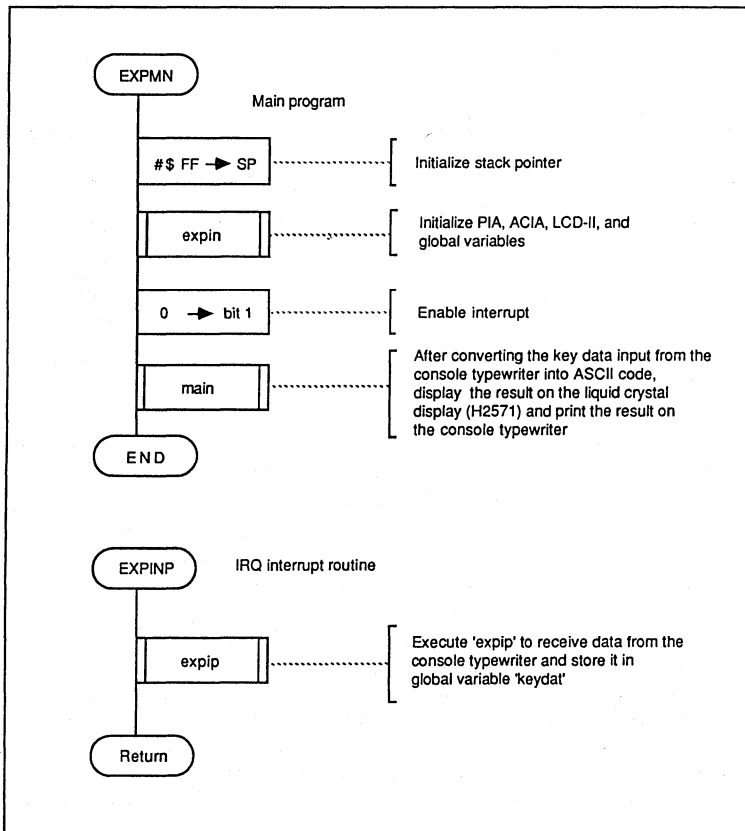 EXPMN
Main program
#$ FF → SP
Initialize stack pointer
expin
Initialize PIA, ACIA, LCD-II, and
global variables
0 → bit 1
Enable interrupt
main
After converting the key data input from the
console typewriter into ASCII code,
display the result on the liquid crystal
display (H2571) and print the result on
the console typewriter
END
EXPINP
IRQ interrupt routine
expip
Execute 'expip' to receive data from the
console typewriter and store it in
global variable 'keydat'
Return